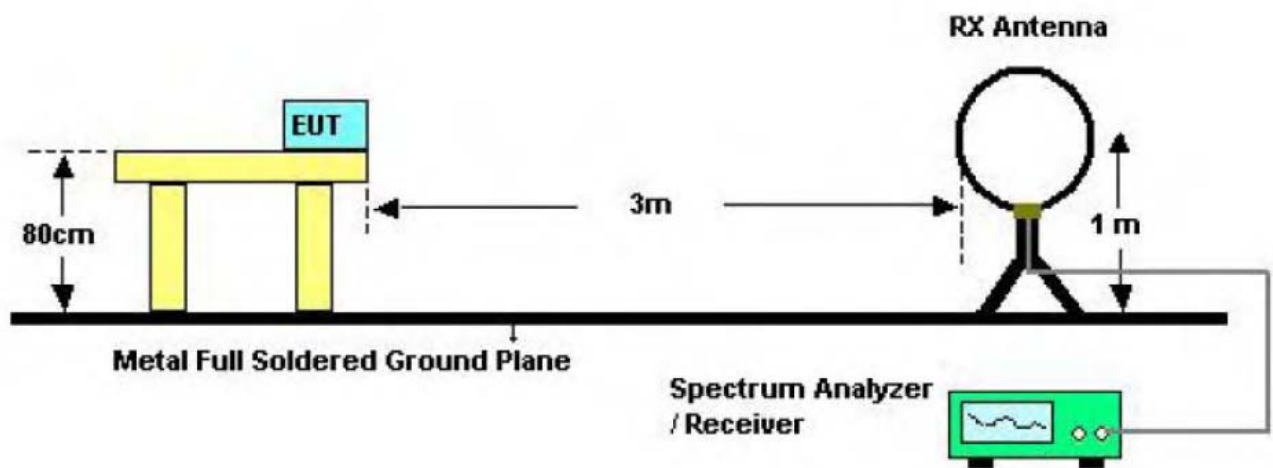 RX Antenna
EUT
3m
80cm
1 m
Metal Full Soldered Ground Plane
Spectrum Analyzer
/ Receiver